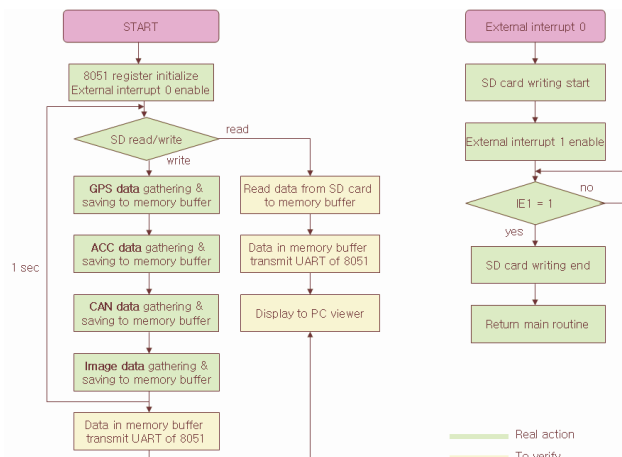 START
8051 register initialize
External interrupt 0 enable
SD read/write
read
write
GPS data gathering &
saving to memory buffer
ACC data gathering &
saving to memory buffer
1 sec
CAN data gathering &
saving to memory buffer
Image data gathering &
saving to memory buffer
Data in memory buffer
transmit UART of 8051
Read data from SD card
to memory buffer
Data in memory buffer
transmit UART of 8051
Display to PC viewer
External interrupt 0
SD card writing start
External interrupt 1 enable
IE1 = 1
no
yes
SD card writing end
Return main routine
Real action
To verify